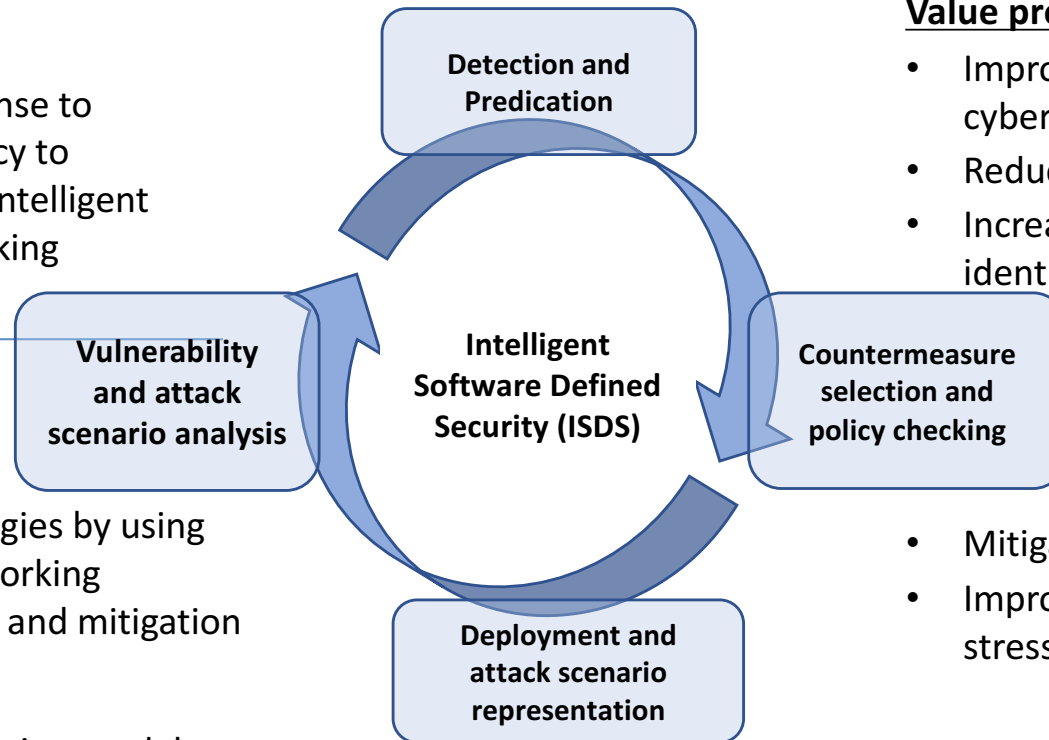 nse to
cy to
ntelligent
king
Detection and
Predication
Value pr
Impro
cyber
Reduc
Increa
ident
Vulnerability
and attack
scenario analysis
Intelligent
Software Defined
Security (ISDS)
Countermeasure
selection and
policy checking
gies by using
orking
and mitigation
Deployment and
attack scenario
representation
Mitiga
Impro
stress